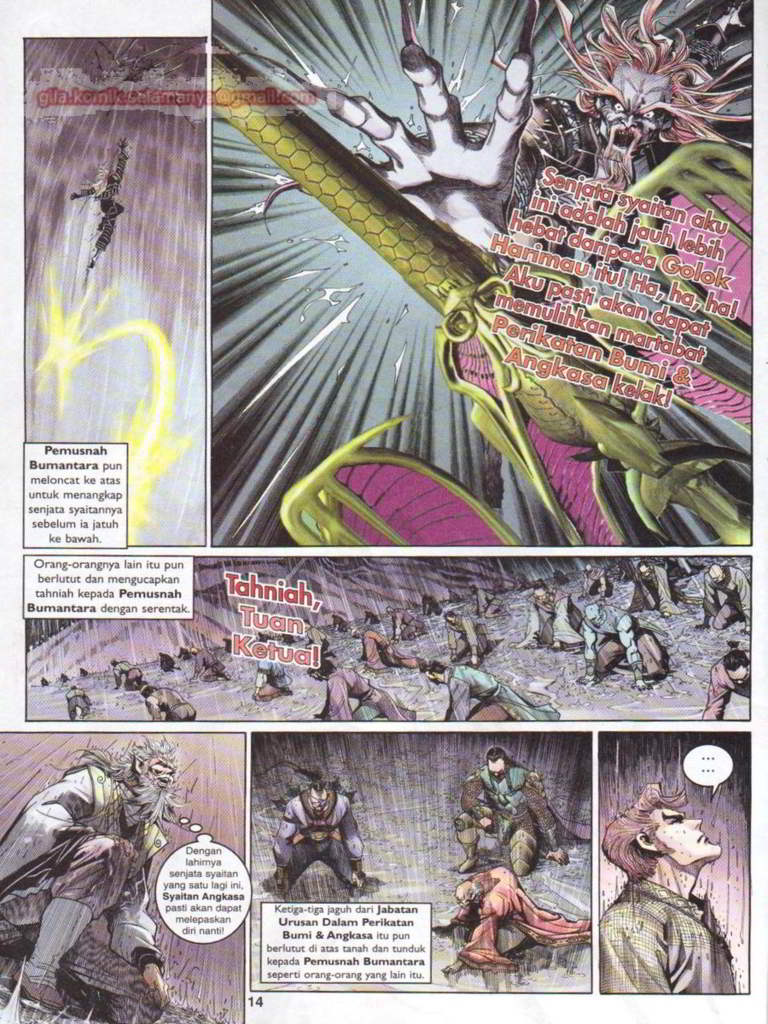 gila.komik.selamanya@gmail.com
Senjata syaitan aku
ini adalah jauh lebih
hebat daripada Golok
Harimau itu! Ha, ha, ha!
Aku pasti akan dapat
memulihkan martabat
Perikatan Bumi &
Angkasa kelak!
Pemusnah
Bumantara pun
meloncat ke atas
untuk menangkap
senjata syaitannya
sebelum ia jatuh
ke bawah.
Orang-orangnya lain itu pun
berlutut dan mengucapkan
tahniah kepada Pemusnah
Bumantara dengan serentak.
Tahniah,
Tuan
Ketua!
Dengan
lahirnya
senjata syaitan
yang satu lagi ini,
Syaitan Angkasa
pasti akan dapat
melepaskan
diri nanti!
Ketiga-tiga jaguh dari Jabatan
Urusan Dalam Perikatan
Bumi & Angkasa itu pun
berlutut di atas tanah dan tunduk
kepada Pemusnah Bumantara
seperti orang-orang yang lain itu.
...
...
14